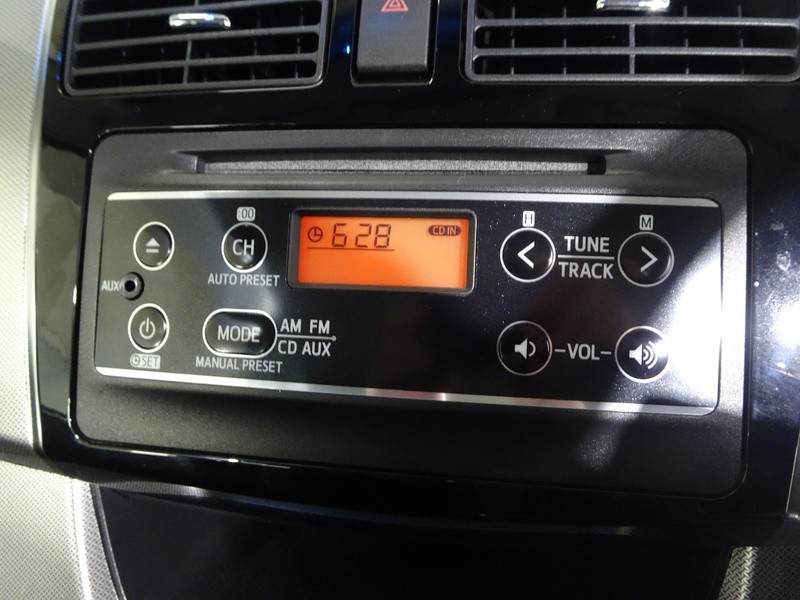 :00
H
M
CH
6 28
CD IN
TUNE
TRACK
AUTO PRESET
AUX
MODE
AM FM
CD AUX
VOL
SET
MANUAL PRESET